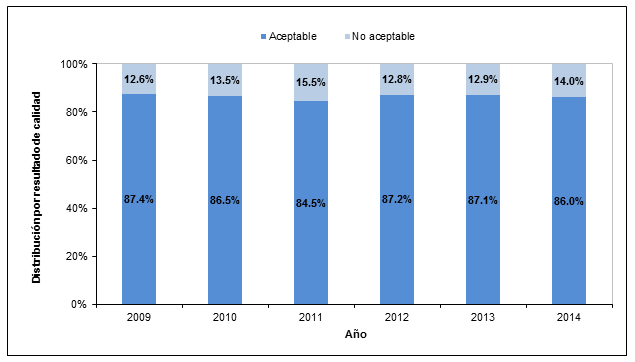 Aceptable No aceptable
100%
80%
60%
40%
20%
0%
Distribución por resultado de calidad
12.6% 13.5% 15.5% 12.8% 12.9% 14.0%
87.4% 86.5% 84.5% 87.2% 87.1% 86.0%
2009 2010 2011 2012 2013 2014
Año